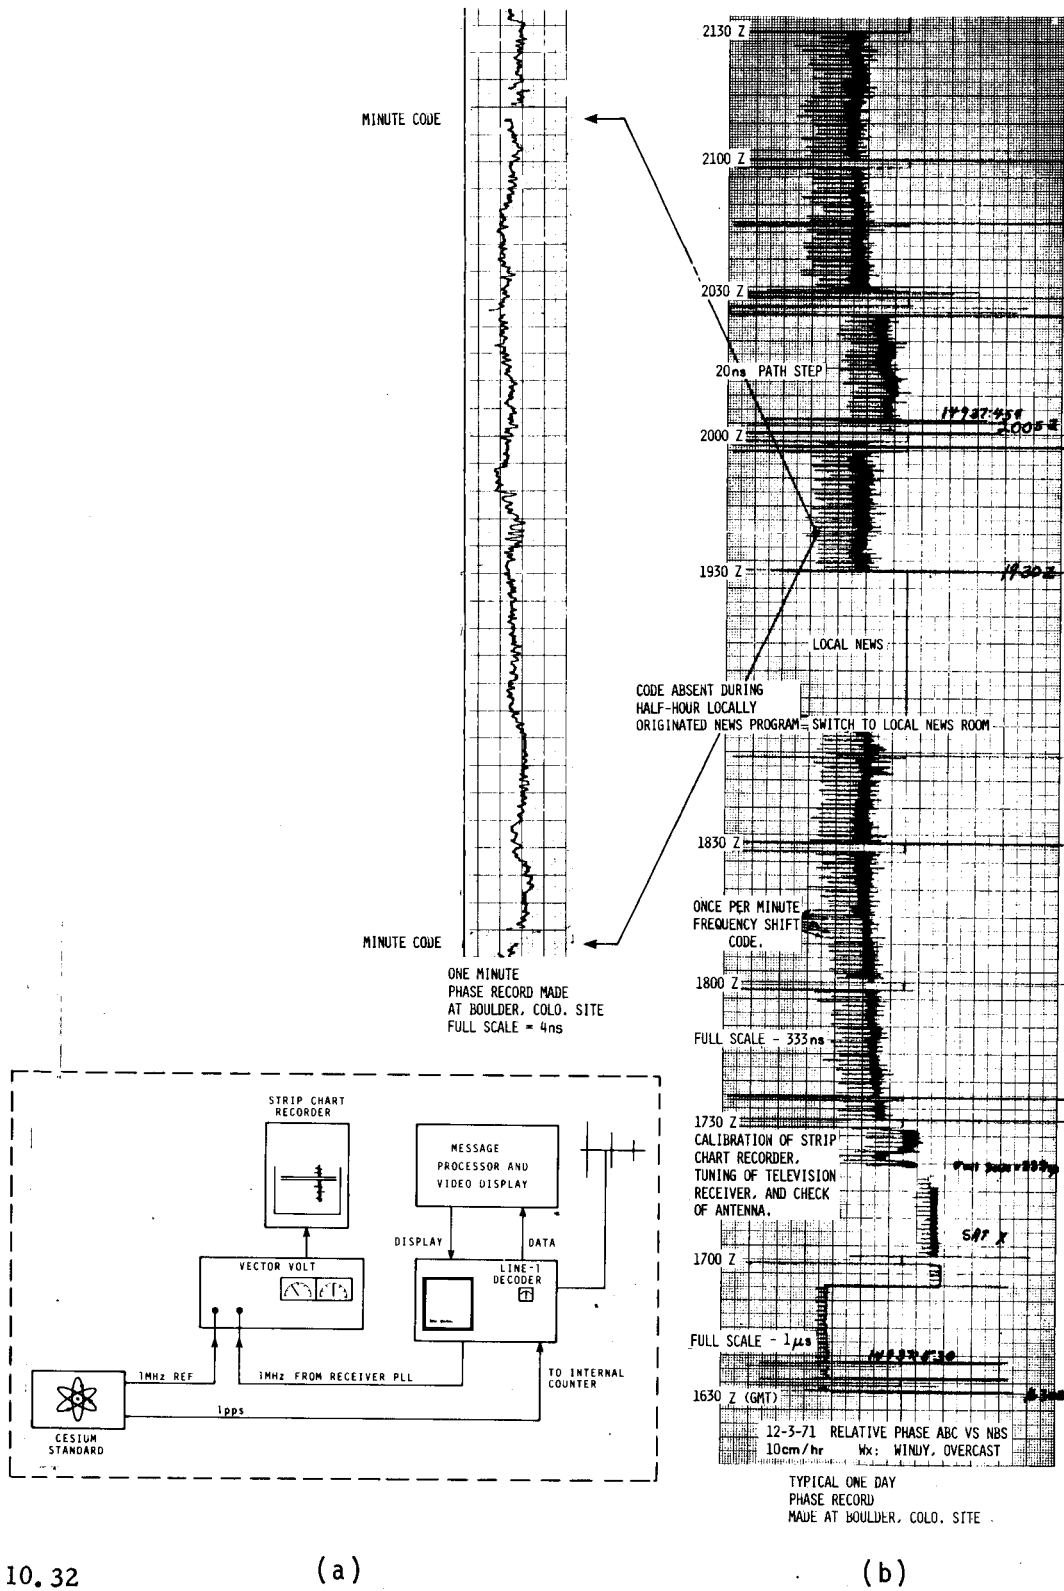 MINUTE CODE
MINUTE CODE
ONE MINUTE
PHASE RECORD MADE
AT BOULDER, COLO. SITE
FULL SCALE = 4ns
2130 Z
2100 Z
2030 Z
20ns PATH STEP
2005 Z
2000 Z
1930 Z
1930 Z
LOCAL NEWS
CODE ABSENT DURING
HALF-HOUR LOCALLY
ORIGINATED NEWS PROGRAM-SWITCH TO LOCAL NEWS ROOM
1830 Z
ONCE PER MINUTE
FREQUENCY SHIFT
CODE.
1800 Z
FULL SCALE - 333ns
1730 Z
CALIBRATION OF STRIP
CHART RECORDER,
TUNING OF TELEVISION
RECEIVER, AND CHECK
OF ANTENNA.
1700 Z
FULL SCALE - 1μs
1630 Z (GMT)
12-3-71 RELATIVE PHASE ABC VS NBS
10cm/hr Wx: WINDY, OVERCAST
TYPICAL ONE DAY
PHASE RECORD
MADE AT BOULDER, COLO. SITE
STRIP CHART
RECORDER
MESSAGE
PROCESSOR AND
VIDEO DISPLAY
DISPLAY
DATA
VECTOR VOLT
LINE-1
DECODER
1MHz REF
1MHz FROM RECEIVER PLL
TO INTERNAL
COUNTER
1pps
CESIUM
STANDARD
10.32
(a)
(b)